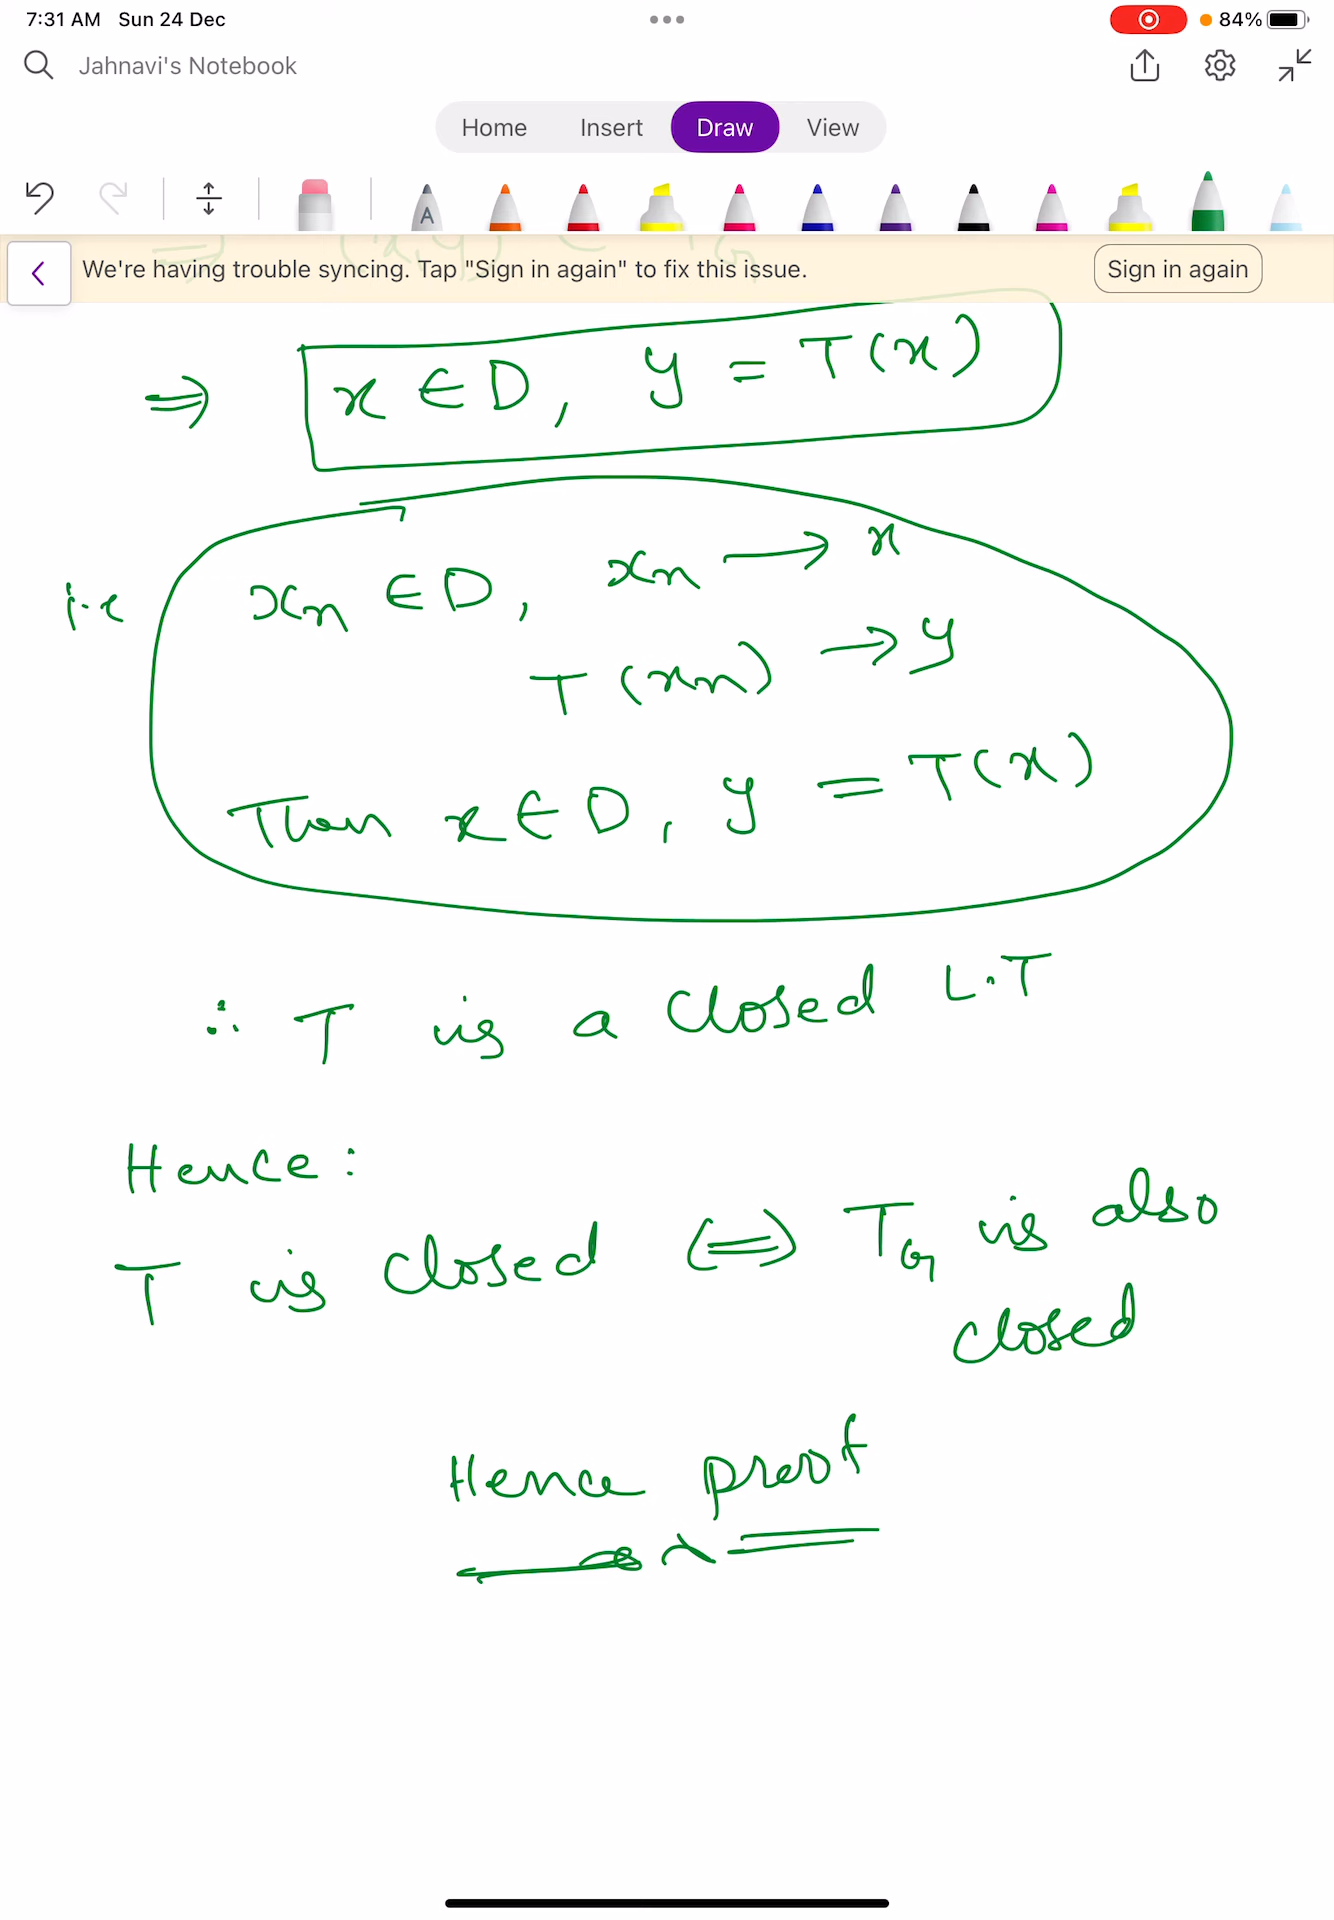 7:31 AM Sun 24 Dec
84%
Jahnavi's Notebook
Home Insert Draw View
A
We're having trouble syncing. Tap "Sign in again" to fix this issue.
Sign in again
⇒ x ∈ D, y = T(x)
i.e xn ∈ D, xn → x
T(xn) → y
Then x ∈ D, y = T(x)
∴ T is a closed L.T
Hence:
T is closed ⇔ TG is also
closed
Hence proof